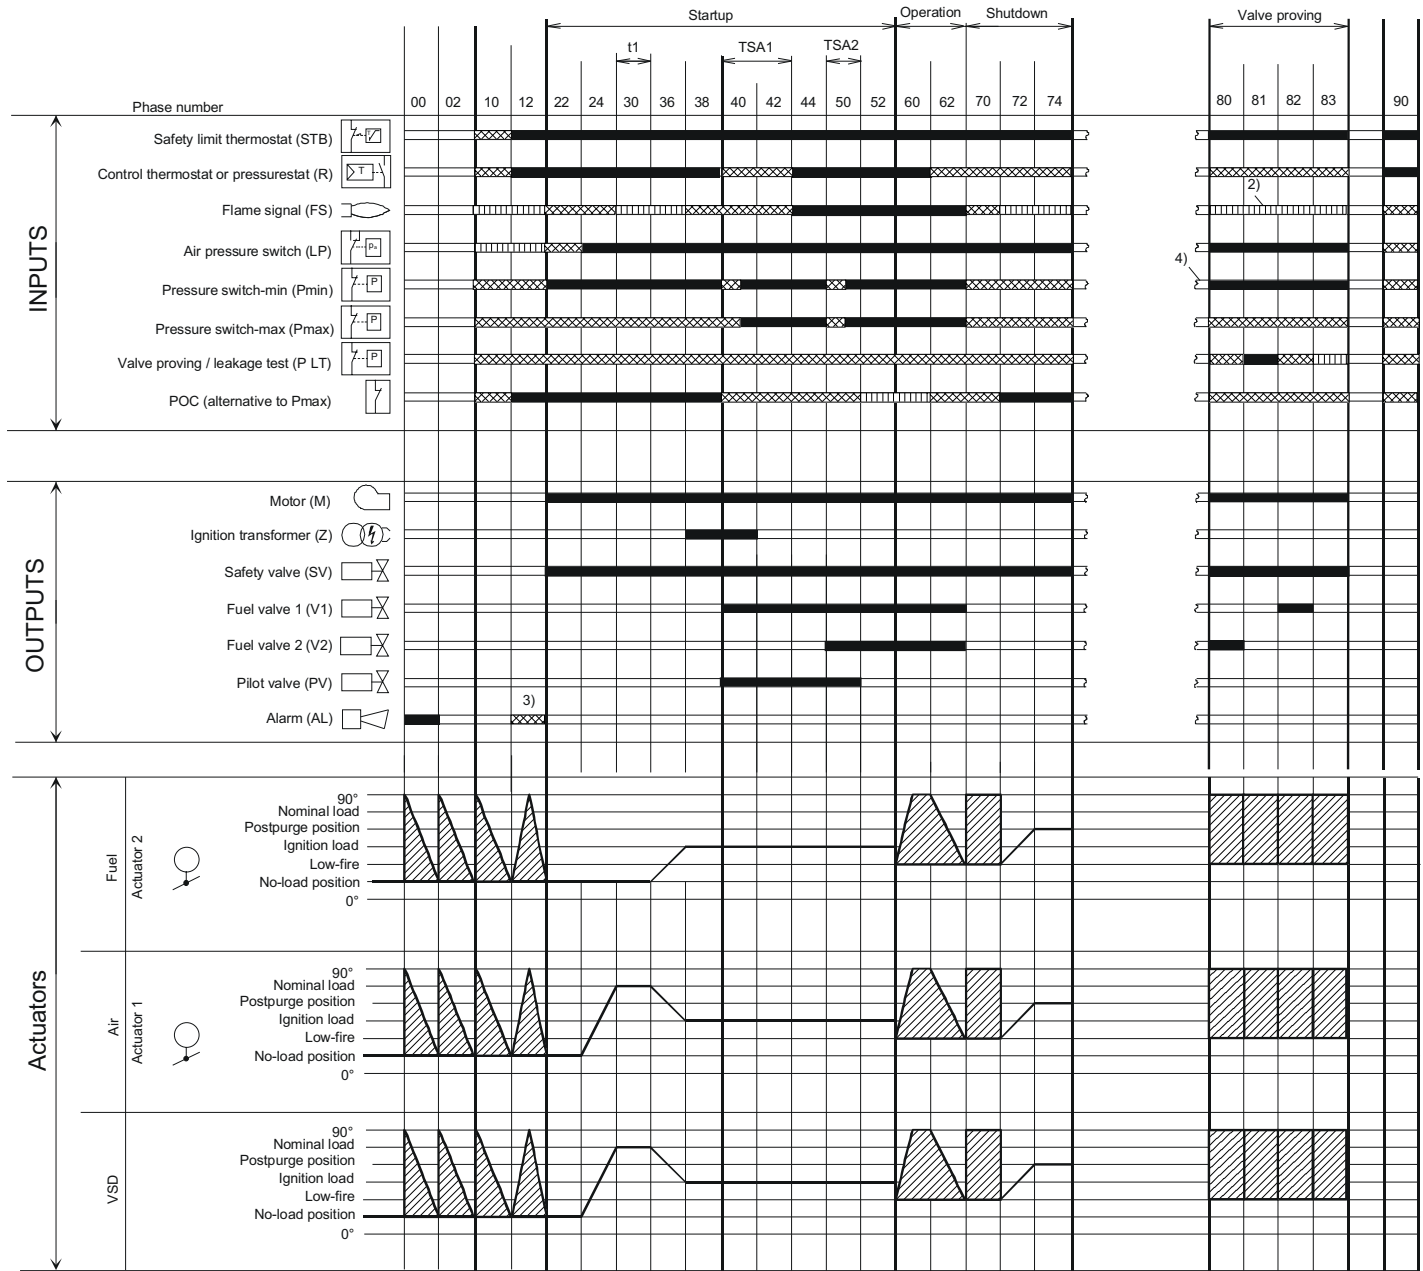 Startup Operation Shutdown Valve proving
t1 TSA1 TSA2
Phase number 00 02 10 12 22 24 30 36 38 40 42 44 50 52 60 62 70 72 74 80 81 82 83 90
INPUTS
Safety limit thermostat (STB)
Control thermostat or pressurestat (R) T
2)
Flame signal (FS)
Air pressure switch (LP) pa
4)
Pressure switch-min (Pmin) P
Pressure switch-max (Pmax) P
Valve proving / leakage test (P LT) P
POC (alternative to Pmax)
OUTPUTS
Motor (M)
Ignition transformer (Z)
Safety valve (SV)
Fuel valve 1 (V1)
Fuel valve 2 (V2)
Pilot valve (PV)
3)
Alarm (AL)
Actuators
Fuel
Actuator 2
90°
Nominal load
Postpurge position
Ignition load
Low-fire
No-load position
0°
Air
Actuator 1
90°
Nominal load
Postpurge position
Ignition load
Low-fire
No-load position
0°
VSD
90°
Nominal load
Postpurge position
Ignition load
Low-fire
No-load position
0°